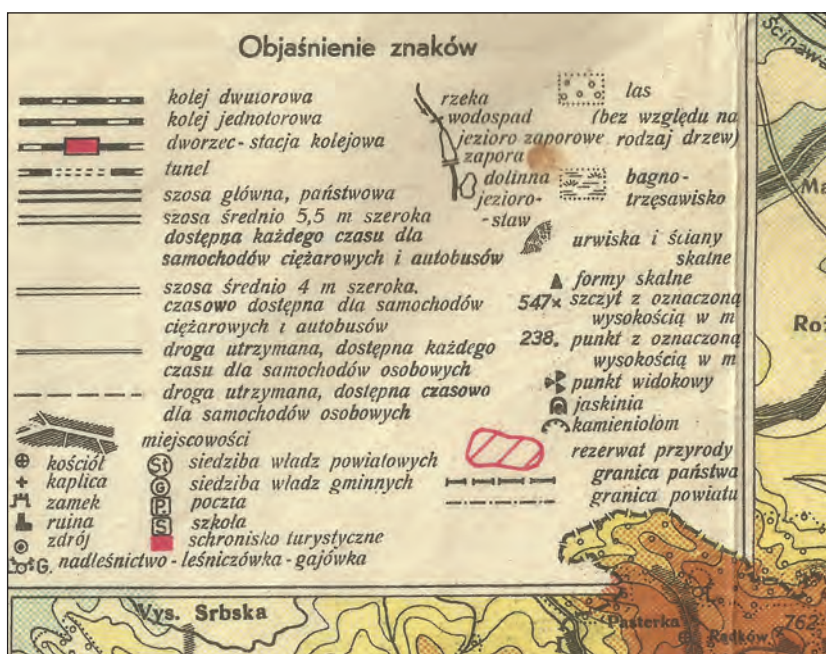 Objaśnienie znaków
kolej dwutorowa
kolej jednotorowa
dworzec-stacja kolejowa
tunel
szosa główna, państwowa
szosa średnio 5,5 m szeroka
dostępna każdego czasu dla
samochodów ciężarowych i autobusów
szosa średnio 4 m szeroka,
czasowo dostępna dla samochodów
ciężarowych i autobusów
droga utrzymana, dostępna każdego
czasu dla samochodów osobowych
droga utrzymana, dostępna czasowo
dla samochodów osobowych
miejscowości
kościół
kaplica
zamek
ruina
zdrój
G. nadleśnictwo - leśniczówka - gajówka
St siedziba władz powiatowych
G siedziba władz gminnych
P. poczta
S szkoła
schronisko turystyczne
rzeka
wodospad
jezioro zaporowe
zapora
dolinna
jezioro-
-staw
las
(bez względu na
rodzaj drzew)
bagno-
trzęsawisko
urwiska i ściany
skalne
formy skalne
547x szczyt z oznaczoną
wysokością w m
238. punkt z oznaczoną
wysokością w m
punkt widokowy
jaskinia
kamieniołom
rezerwat przyrody
granica państwa
granica powiatu
Ścinawa
Ma
Roż
Vys. Srbska
Pasterka
762
Radków